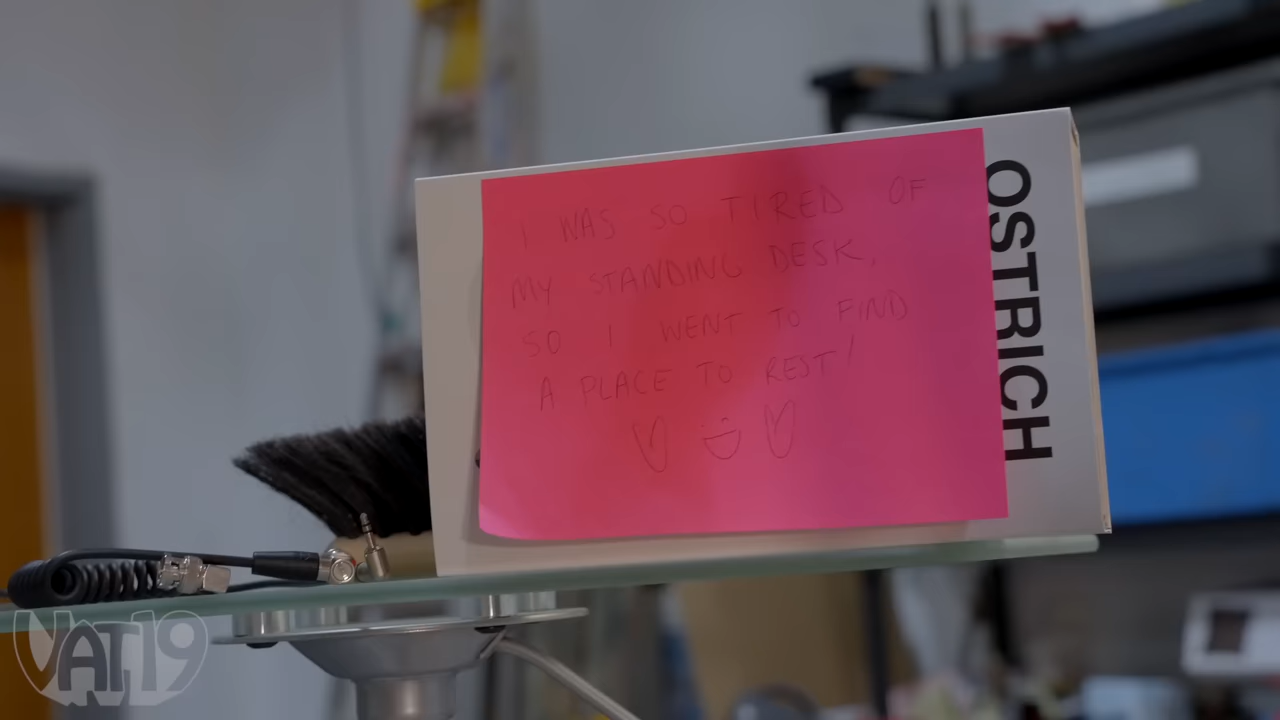 I WAS SO TIRED OF
MY STANDING DESK,
SO I WENT TO FIND
A PLACE TO REST!
OSTRICH
VAT19